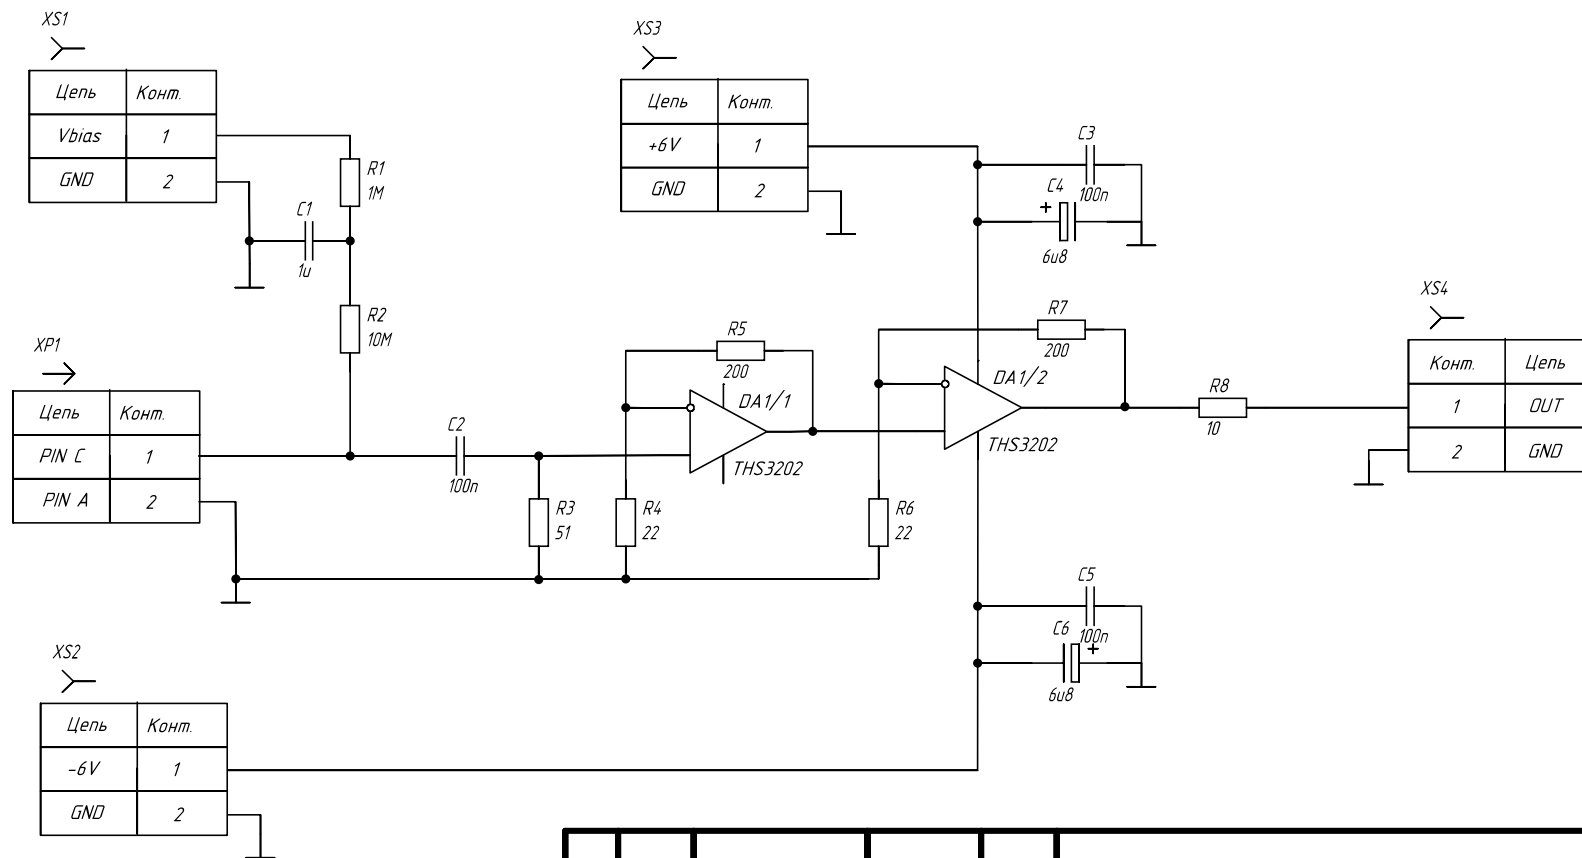 XS1
Цепь Конт.
Vbias 1
GND 2
R1
1M
C1
1u
R2
10M
XP1
Цепь Конт.
PIN C 1
PIN A 2
C2
100n
R3
51
R4
22
R5
200
DA1/1
THS3202
XS3
Цепь Конт.
+6V 1
GND 2
C3
100n
C4
+
6u8
R7
200
DA1/2
THS3202
R6
22
R8
10
XS4
Конт. Цепь
1 OUT
2 GND
C5
100n
C6
+
6u8
XS2
Цепь Конт.
-6V 1
GND 2